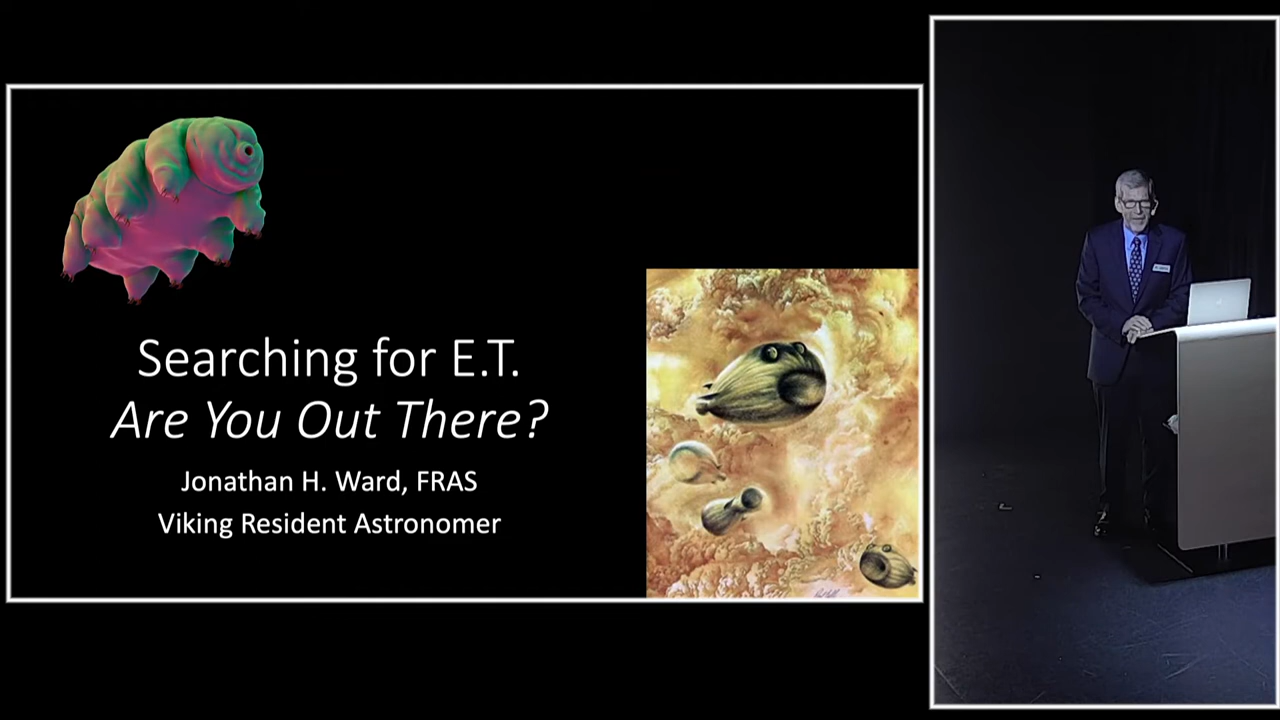 Searching for E.T.
Are You Out There?
Jonathan H. Ward, FRAS
Viking Resident Astronomer